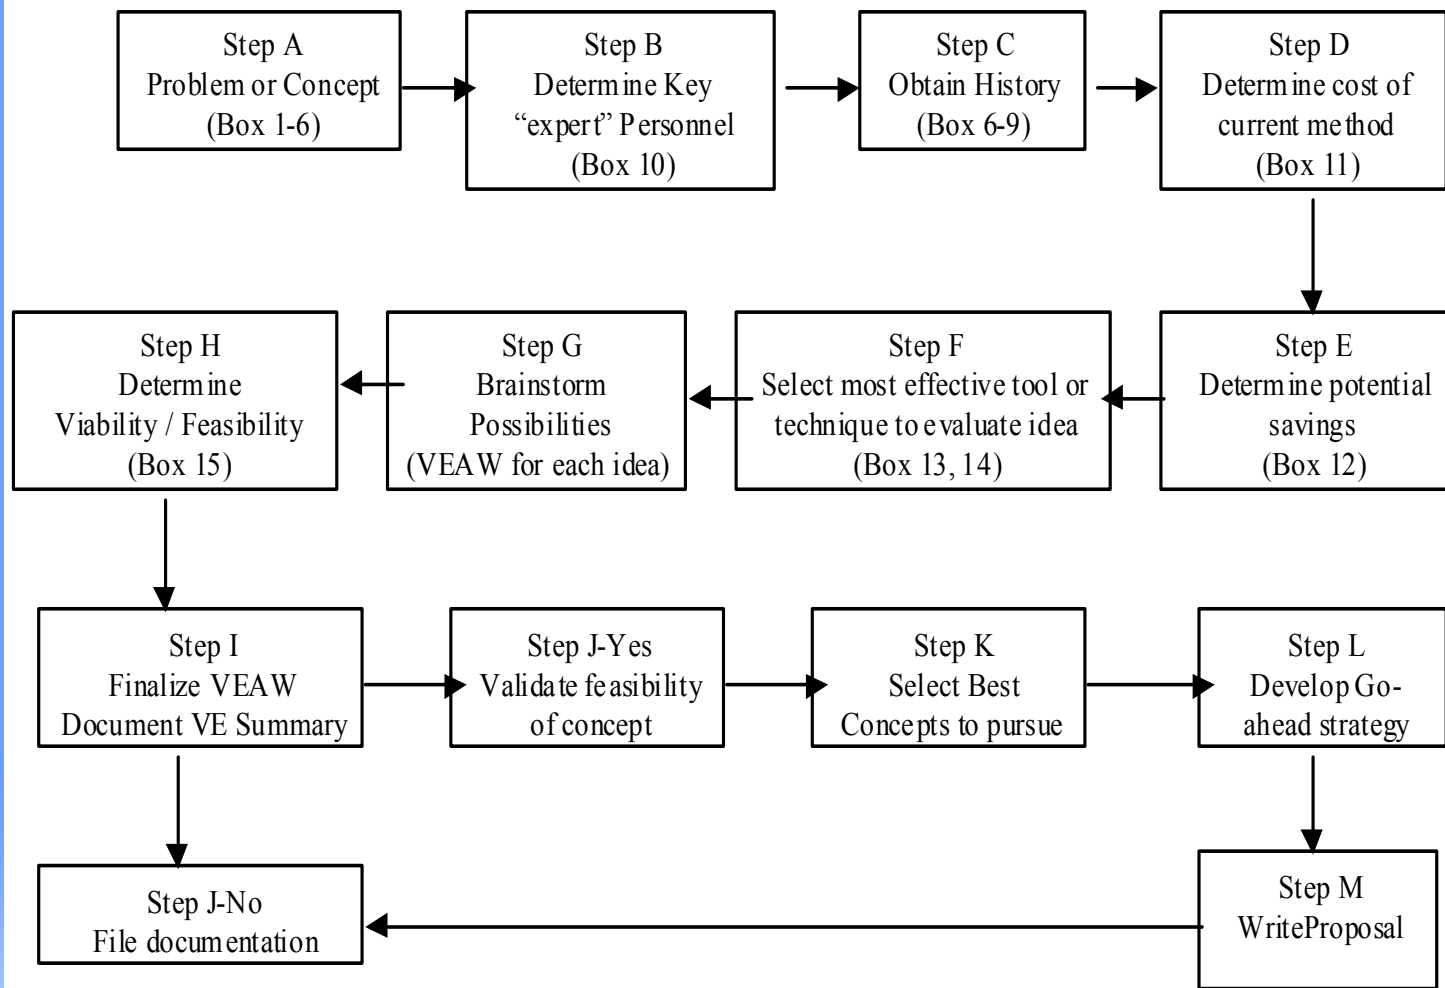 Step A
Problem or Concept
(Box 1-6)
Step B
Determine Key
“expert” Personnel
(Box 10)
Step C
Obtain History
(Box 6-9)
Step D
Determine cost of
current method
(Box 11)
Step H
Determine
Viability / Feasibility
(Box 15)
Step G
Brainstorm
Possibilities
(VEAW for each idea)
Step F
Select most effective tool or
technique to evaluate idea
(Box 13, 14)
Step E
Determine potential
savings
(Box 12)
Step I
Finalize VEAW
Document VE Summary
Step J-Yes
Validate feasibility
of concept
Step K
Select Best
Concepts to pursue
Step L
Develop Go-
ahead strategy
Step J-No
File documentation
Step M
WriteProposal